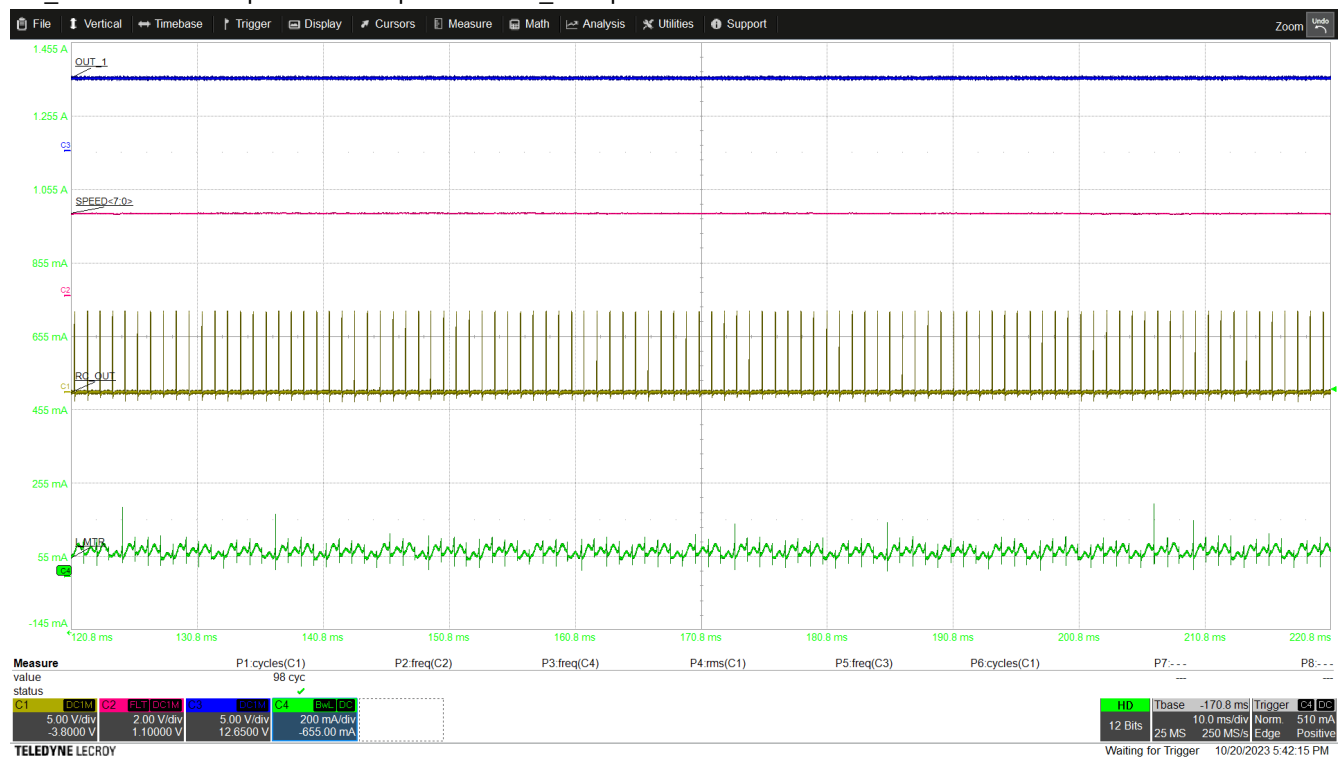 File Vertical Timebase Trigger Display Cursors Measure Math Analysis Utilities Support Zoom Undo
1.455 A
OUT_1
1.255 A
C3
1.055 A
SPEED<7:0>
855 mA
C2
655 mA
RC_OUT
C1
455 mA
255 mA
I_MTR
55 mA
C4
-145 mA
120.8 ms 130.8 ms 140.8 ms 150.8 ms 160.8 ms 170.8 ms 180.8 ms 190.8 ms 200.8 ms 210.8 ms 220.8 ms
Measure P1:cycles(C1) P2:freq(C2) P3:freq(C4) P4:rms(C1) P5:freq(C3) P6:cycles(C1) P7:- - - P8:- - -
value 98 cyc --- ---
status
C1 DC1M C2 FLT DC1M C3 DC1M C4 BwL DC HD Tbase -170.8 ms Trigger C4 DC
5.00 V/div 2.00 V/div 5.00 V/div 200 mA/div 12 Bits 10.0 ms/div Norm. 510 mA
-3.8000 V 1.10000 V 12.6500 V -655.00 mA 25 MS 250 MS/s Edge Positive
TELEDYNE LECROY Waiting for Trigger 10/20/2023 5:42:15 PM